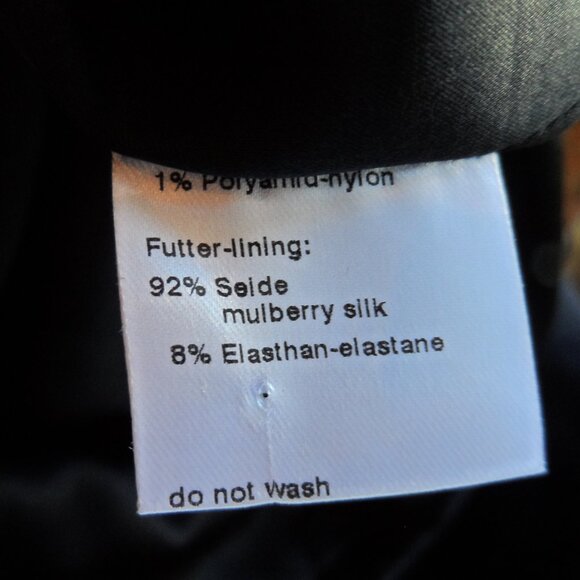 1% Polyamid-nylon
Futter-lining:
92% Seide
mulberry silk
8% Elasthan-elastane
do not wash